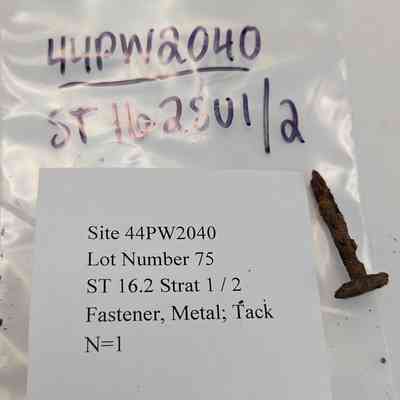 44PW2040
ST 16.2 SU1/2
Site 44PW2040
Lot Number 75
ST 16.2 Strat 1 / 2
Fastener, Metal; Tack
N=1